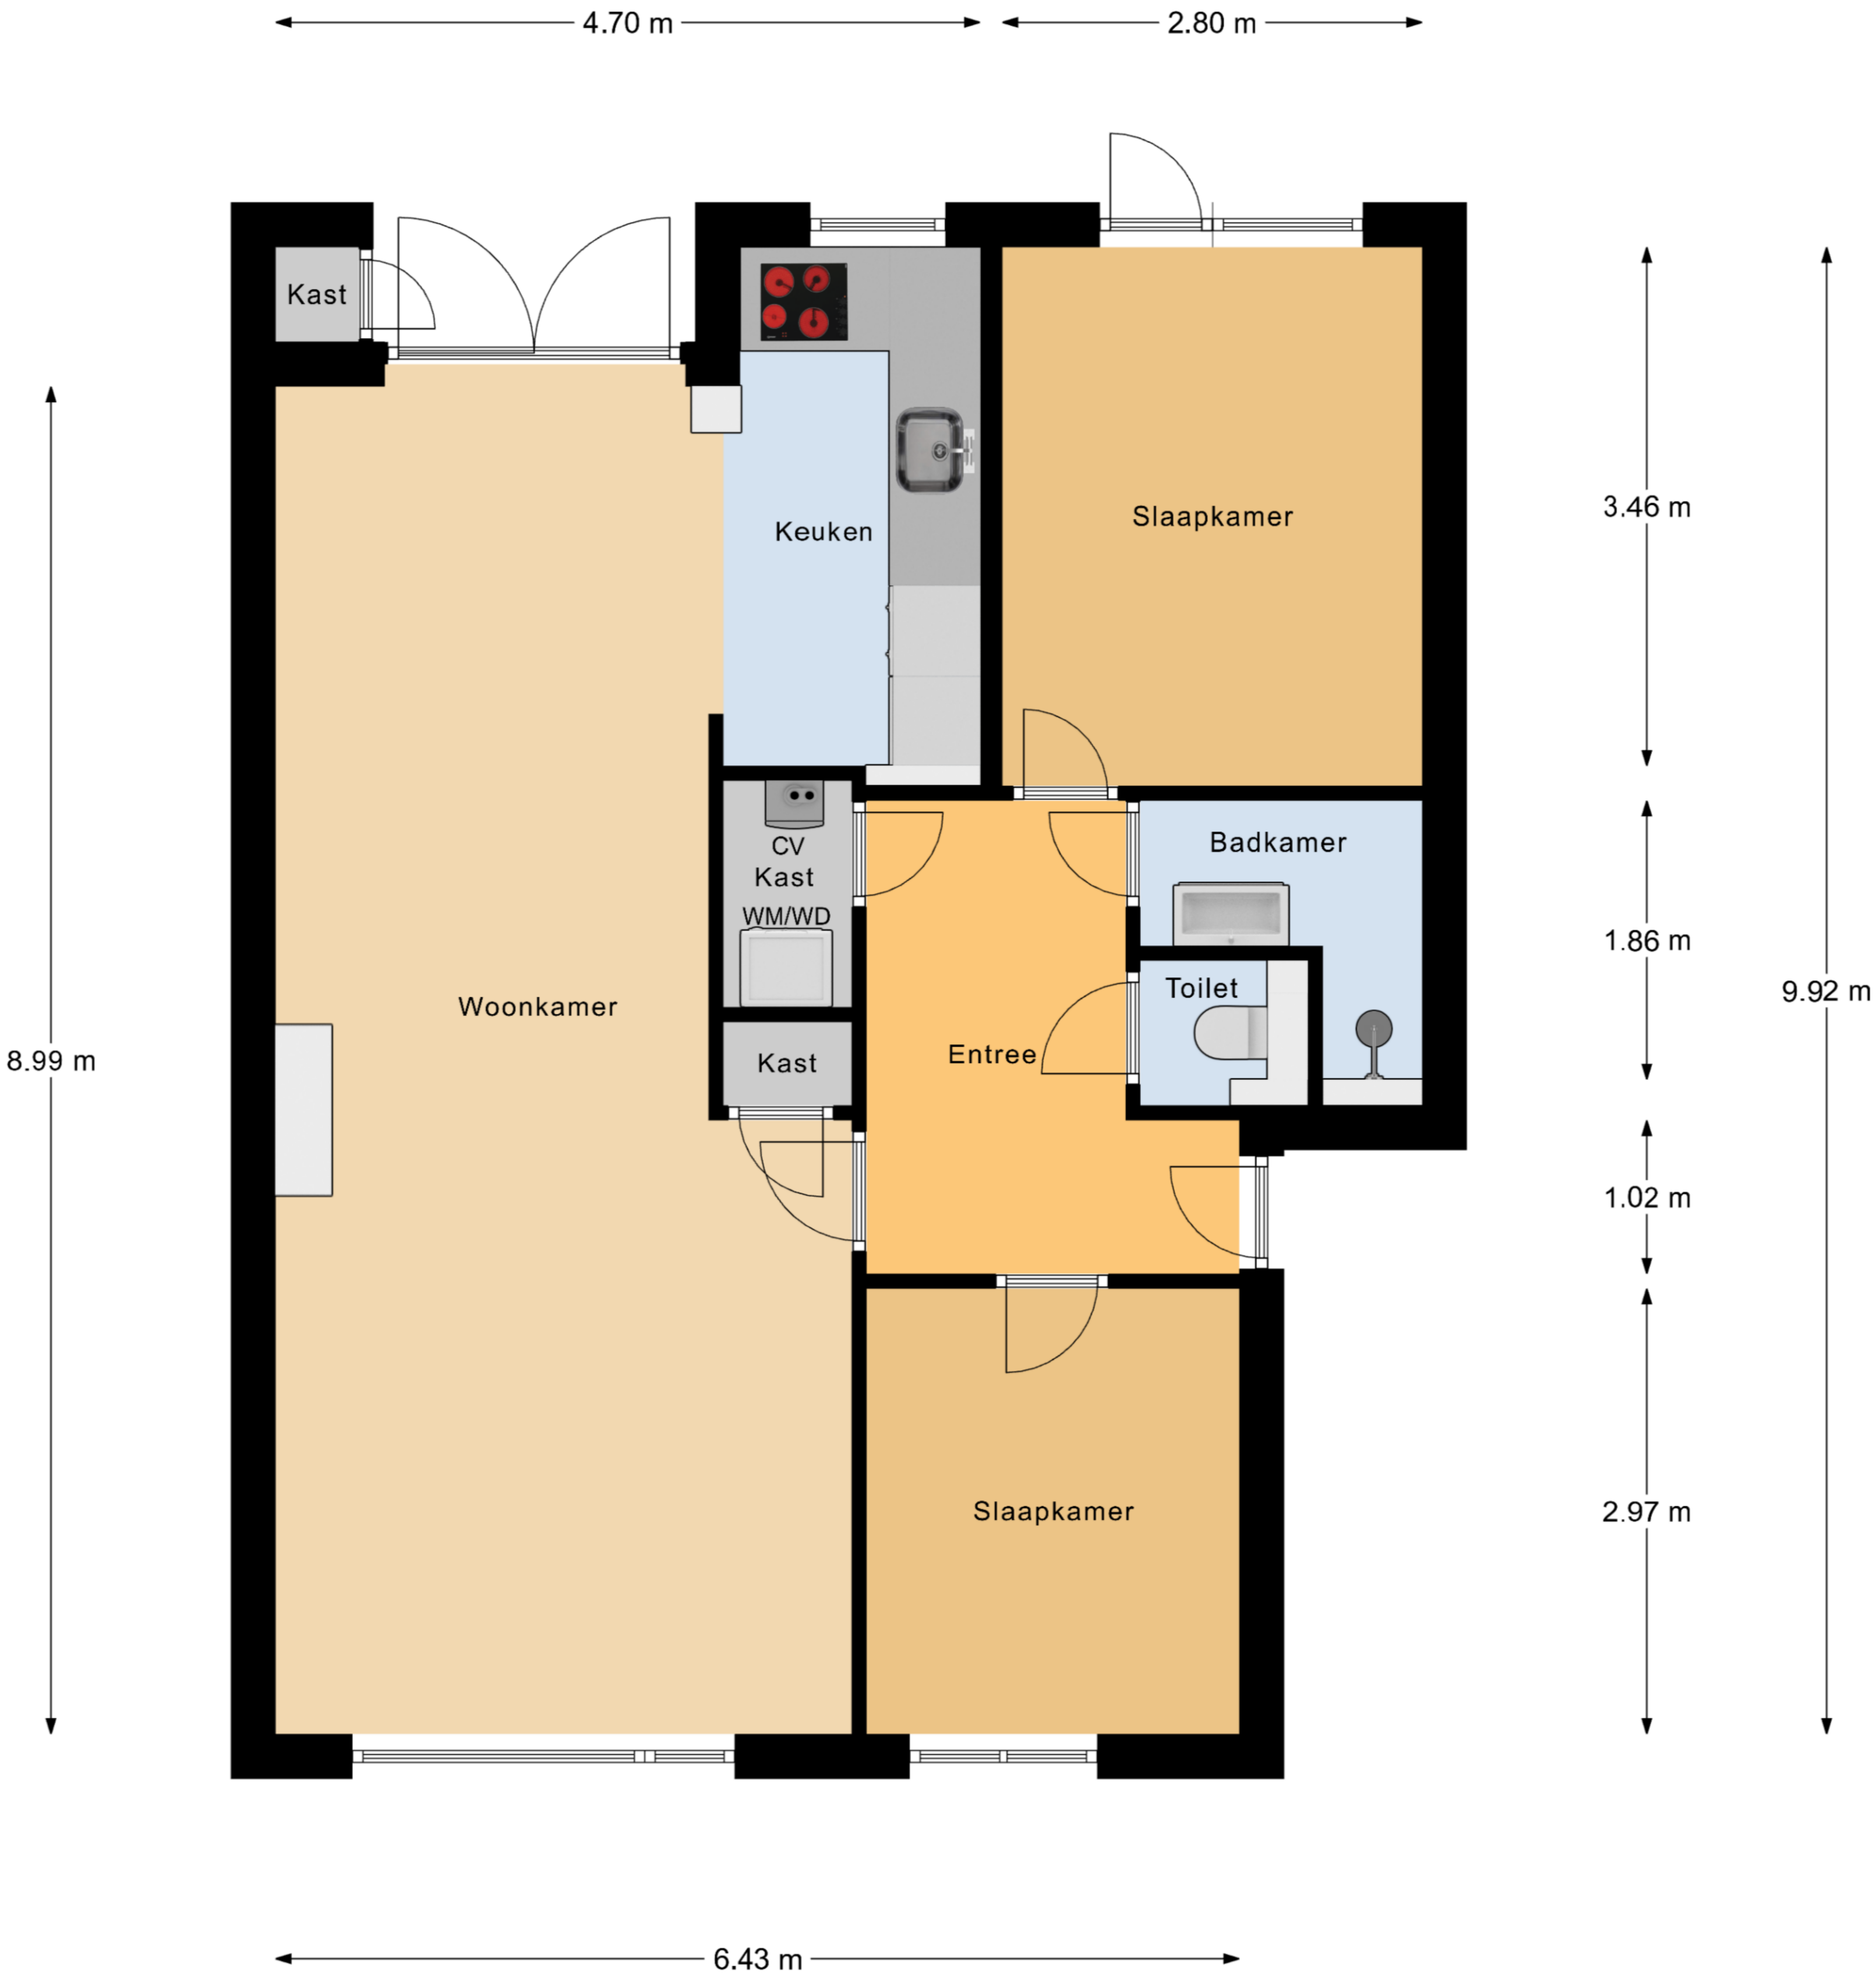 4.70 m
2.80 m
Kast
Keuken
Slaapkamer
3.46 m
Badkamer
CV
Kast
WM/WD
1.86 m
Toilet
9.92 m
Woonkamer
Entree
8.99 m
Kast
1.02 m
Slaapkamer
2.97 m
6.43 m